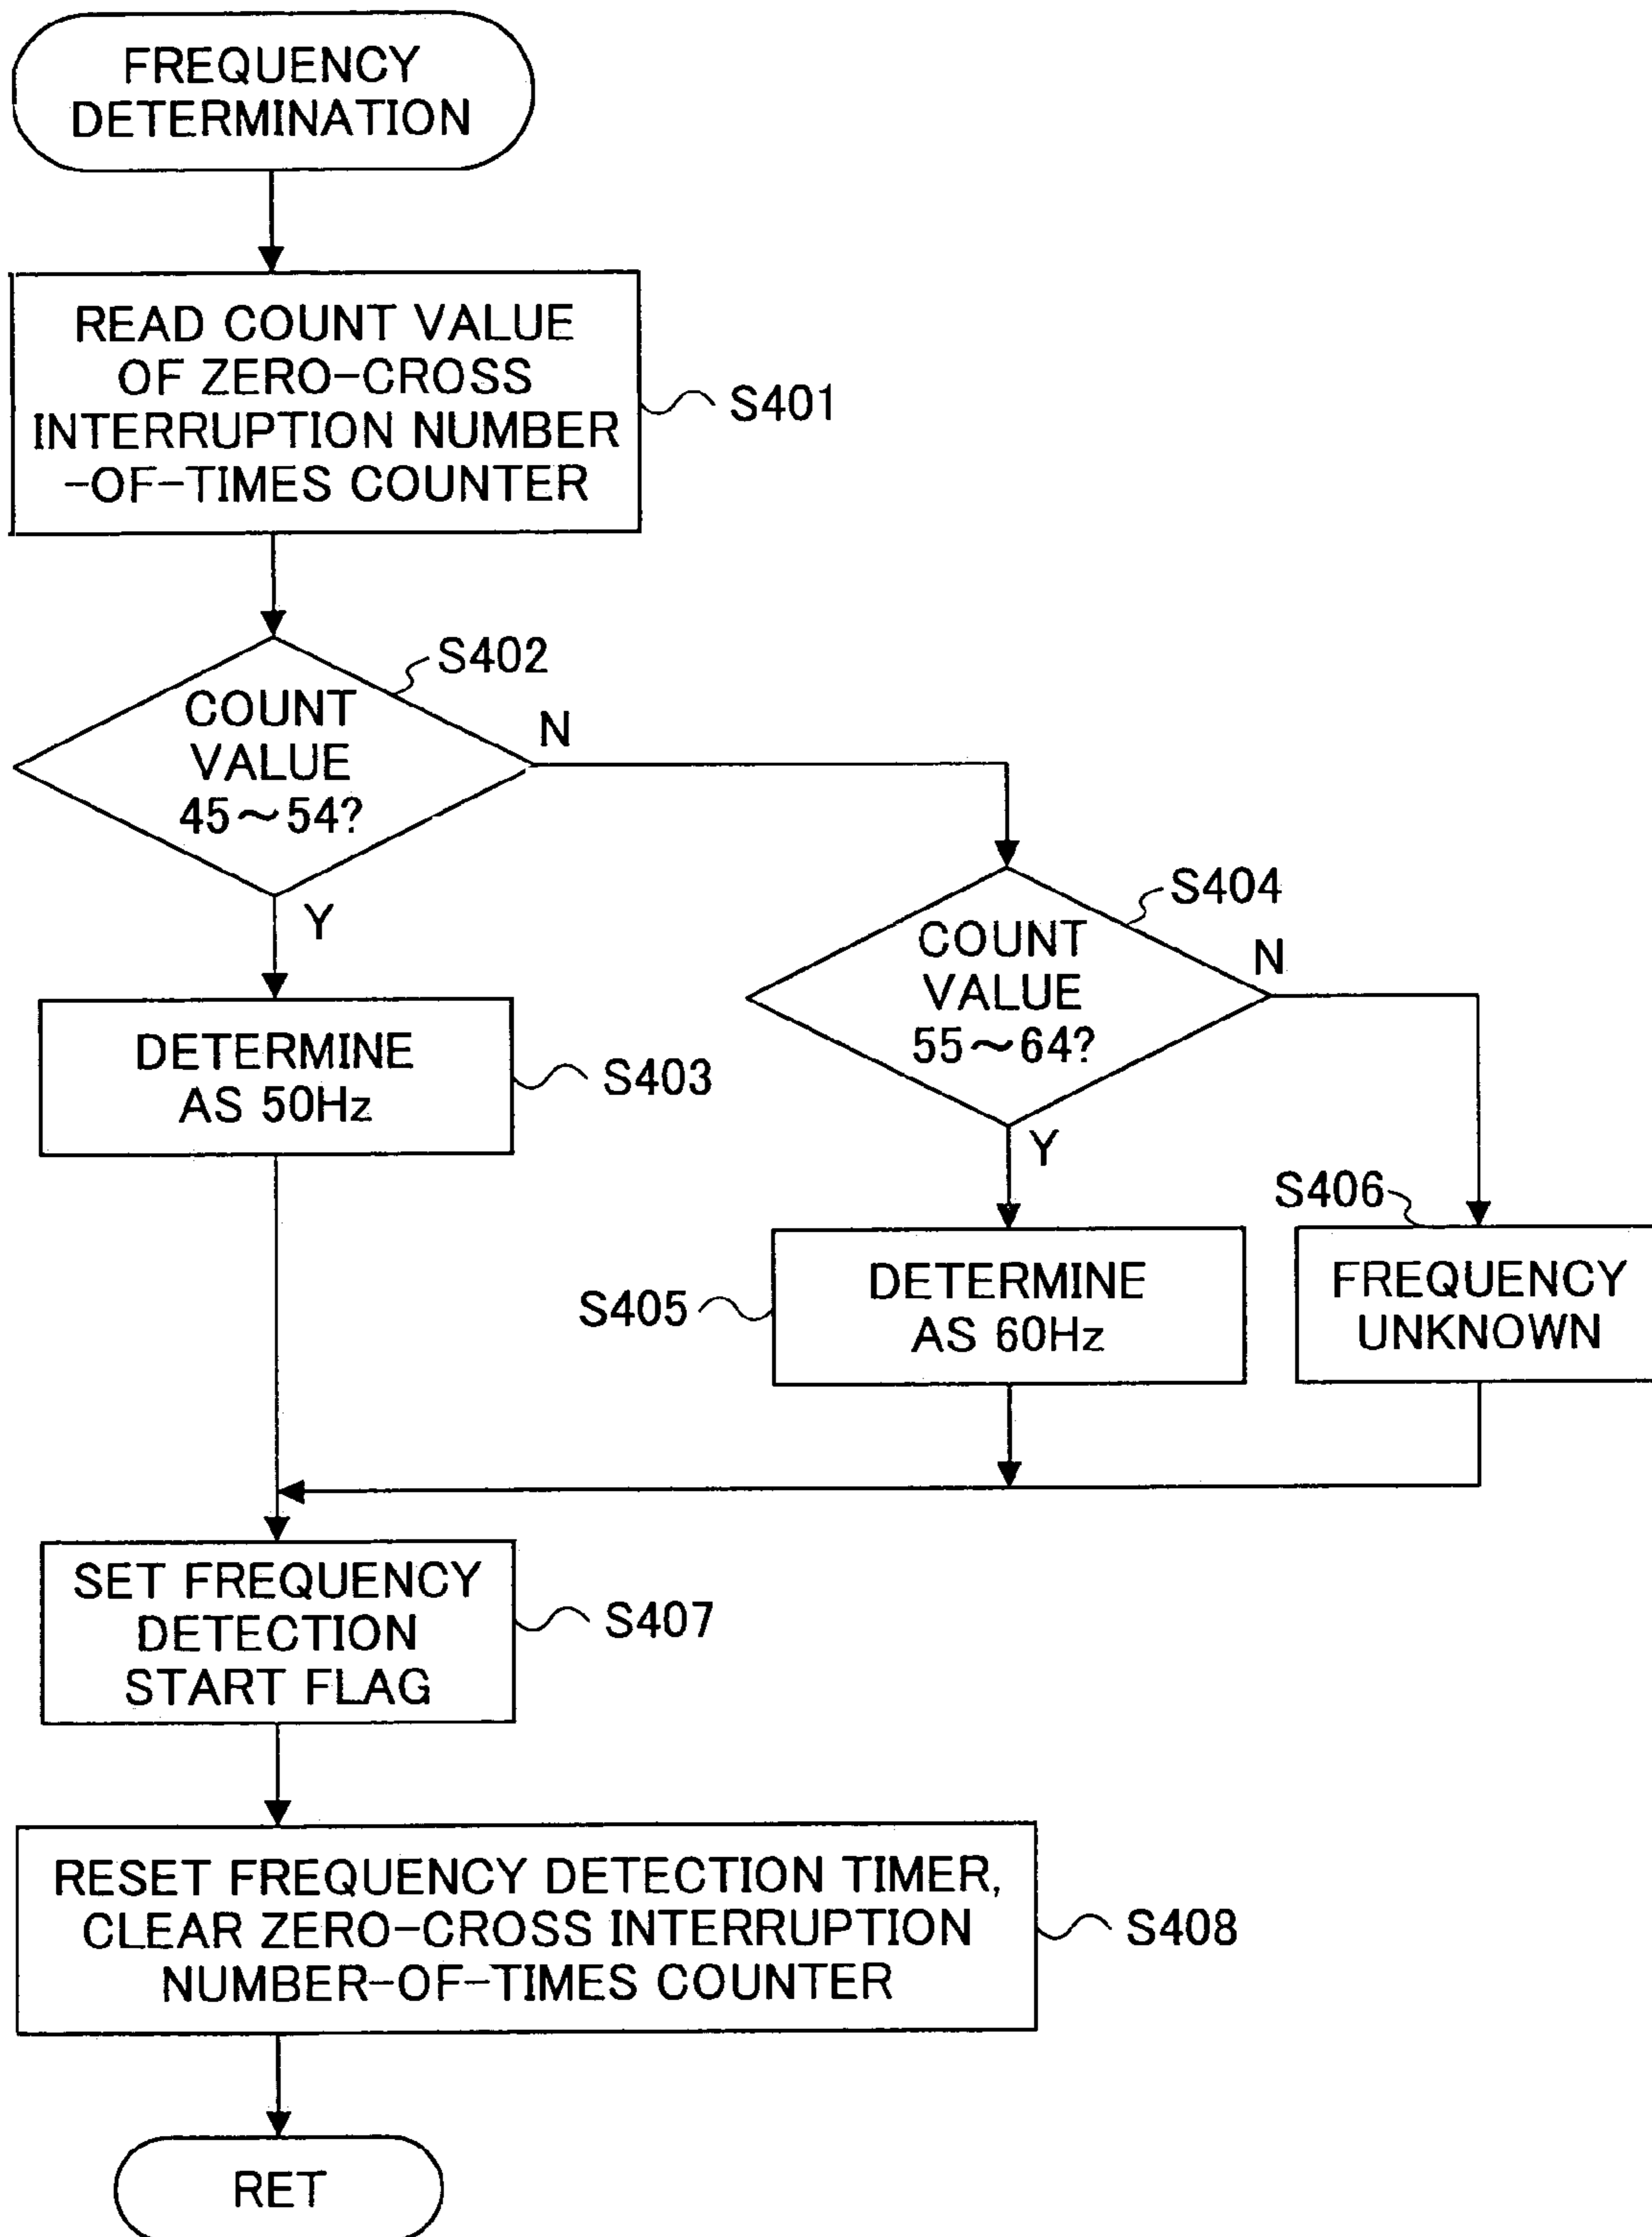 FREQUENCY
DETERMINATION
READ COUNT VALUE
OF ZERO-CROSS
INTERRUPTION NUMBER
-OF-TIMES COUNTER
S401
S402
COUNT
VALUE
45～54?
N
Y
S404
COUNT
VALUE
55～64?
N
Y
DETERMINE
AS 50Hz
S403
S406
S405
DETERMINE
AS 60Hz
FREQUENCY
UNKNOWN
SET FREQUENCY
DETECTION
START FLAG
S407
RESET FREQUENCY DETECTION TIMER,
CLEAR ZERO-CROSS INTERRUPTION
NUMBER-OF-TIMES COUNTER
S408
RET